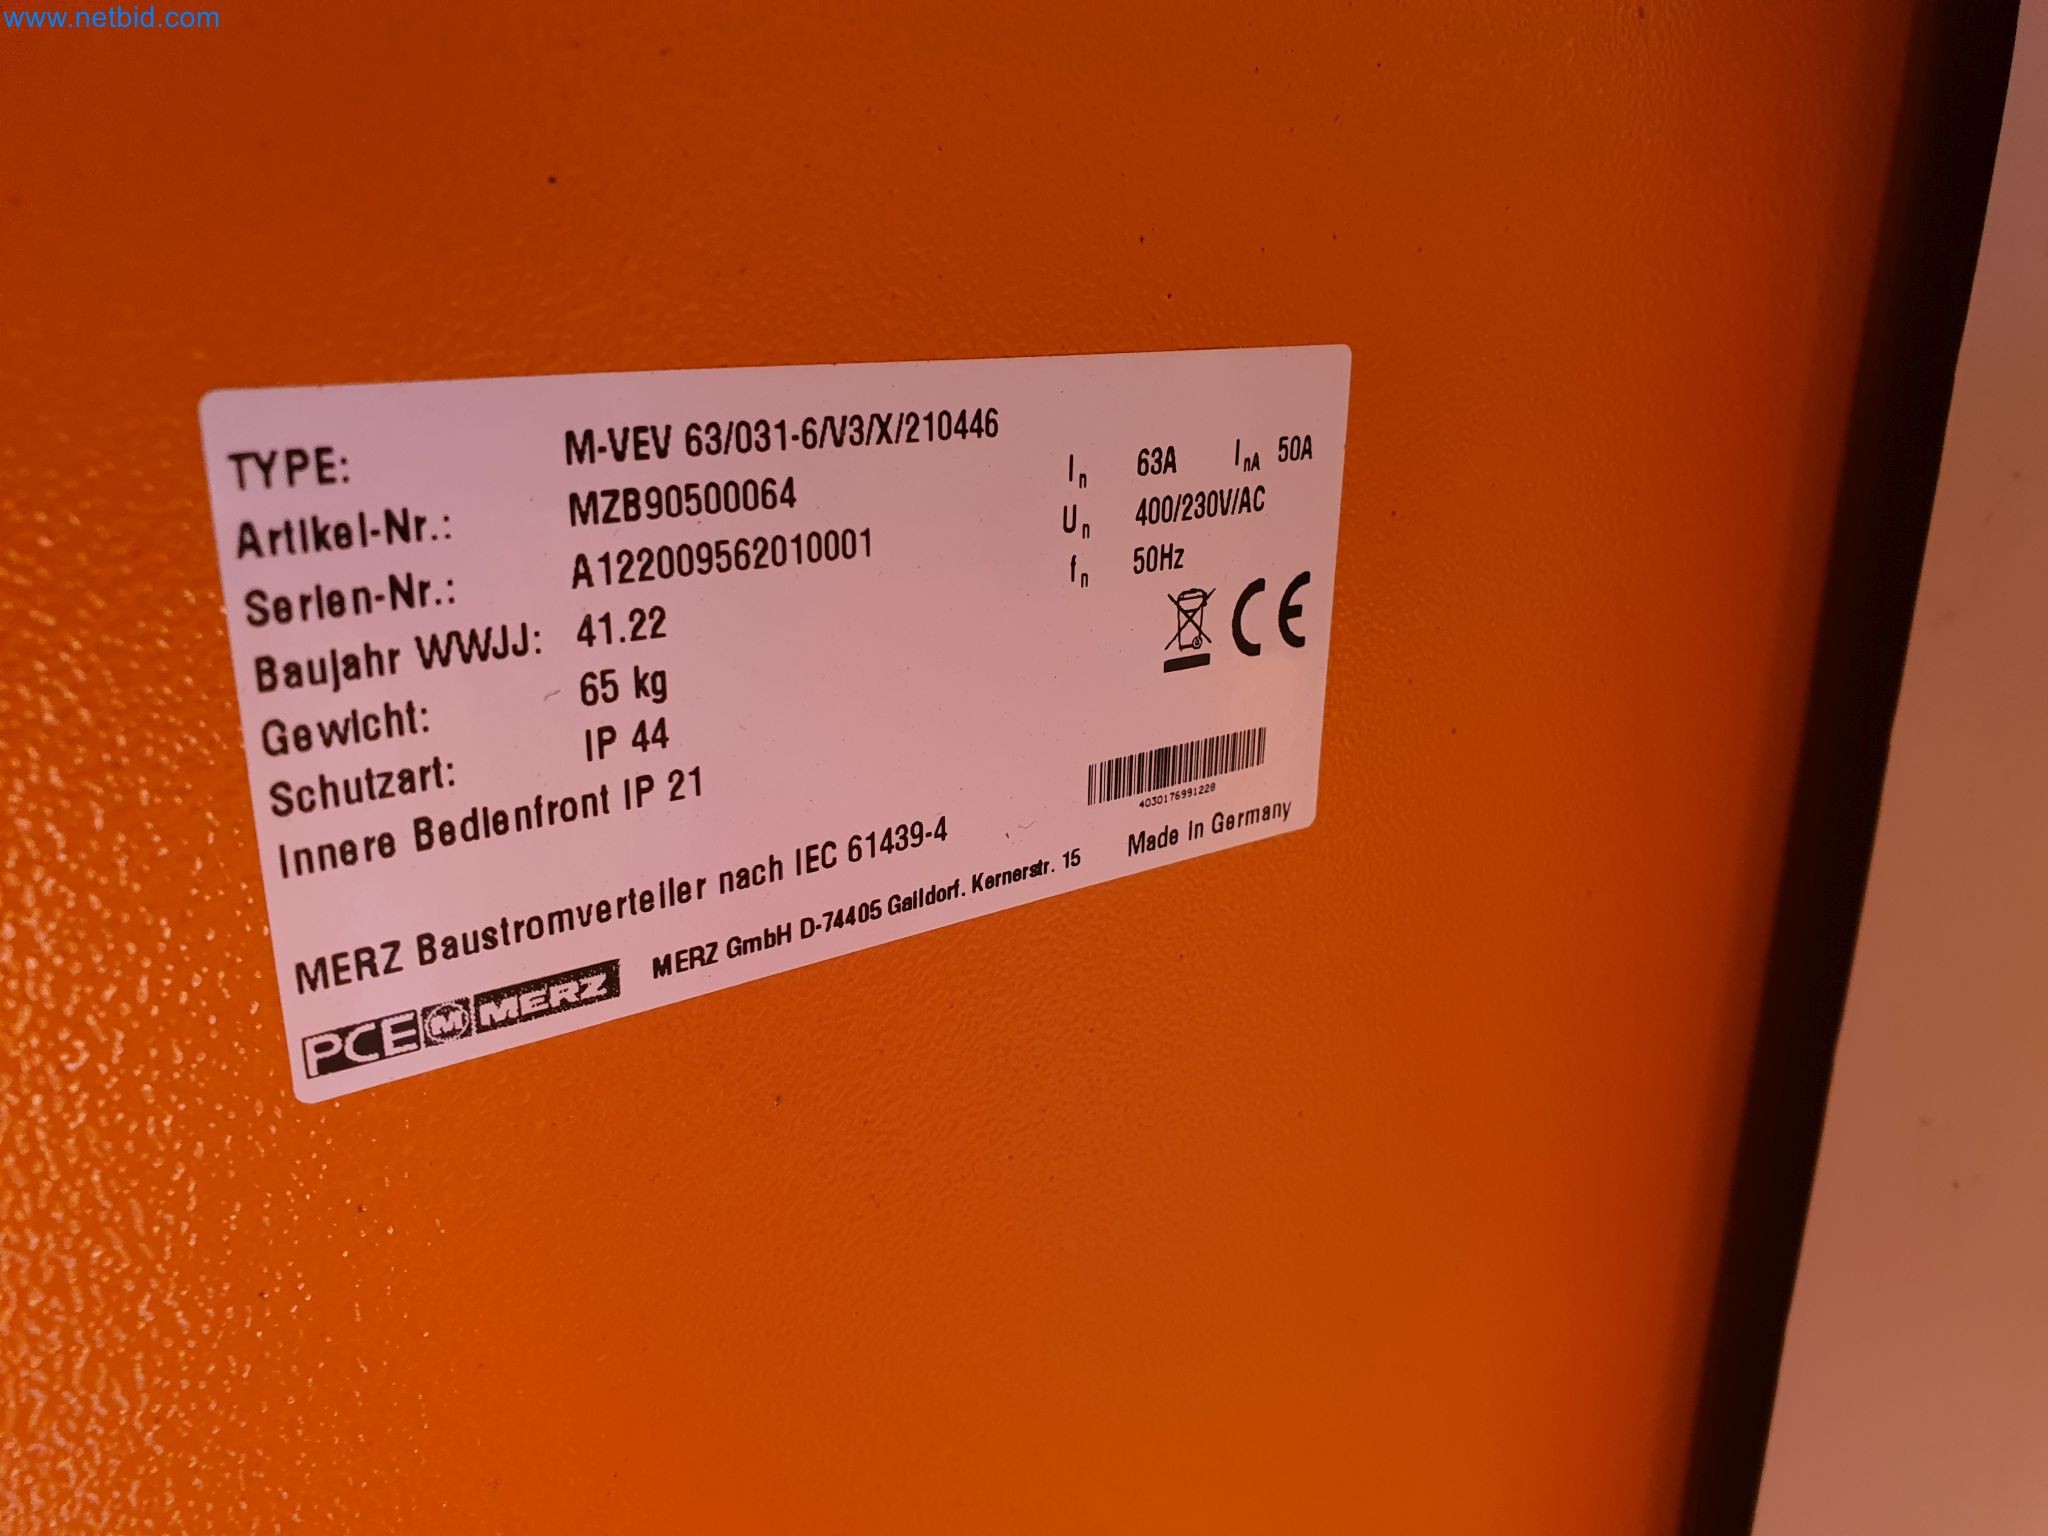 www.netbid.com
TYPE: M-VEV 63/031-6/V3/X/210446
Artikel-Nr.: MZB90500064
Serien-Nr.: A122009562010001
Baujahr WWJJ: 41.22
Gewicht: 65 kg
Schutzart: IP 44
Innere Bedienfront IP 21
In 63A InA 50A
Un 400/230V/AC
fn 50Hz
CE
4030176991228
Made in Germany
MERZ Baustromverteiler nach IEC 61439-4
PCE M MERZ MERZ GmbH D-74405 Gaildorf. Kernerstr. 15